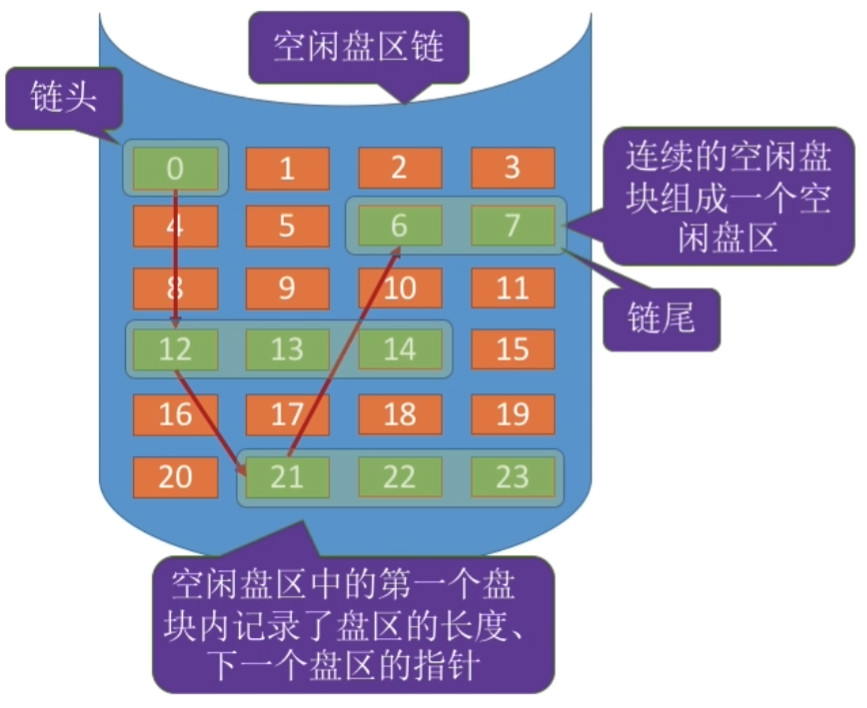 空闲盘区链
链头
0 1 2 3
连续的空闲盘
块组成一个空
闲盘区
4 5 6 7
8 9 10 11
链尾
12 13 14 15
16 17 18 19
20 21 22 23
空闲盘区中的第一个盘
块内记录了盘区的长度、
下一个盘区的指针